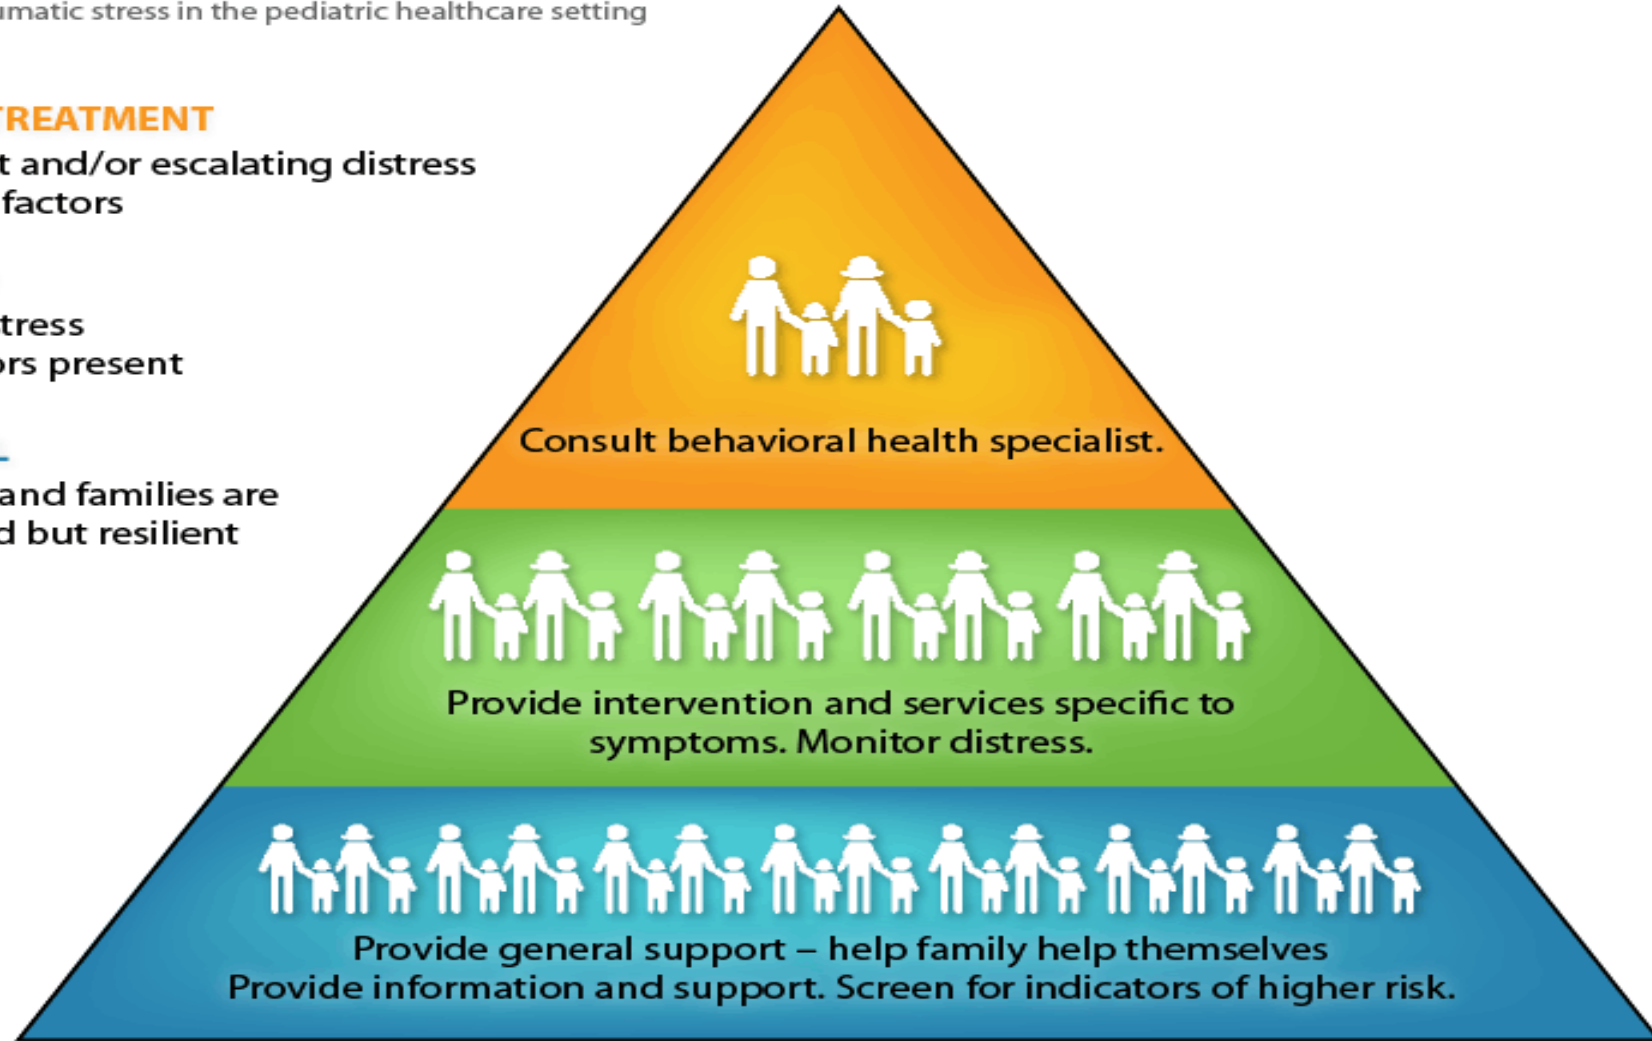 umatic stress in the pediatric healthcare setting
TREATMENT
t and/or escalating distress
factors
tress
ors present
and families are
d but resilient
Consult behavioral health specialist.
Provide intervention and services specific to
symptoms. Monitor distress.
Provide general support – help family help themselves
Provide information and support. Screen for indicators of higher risk.